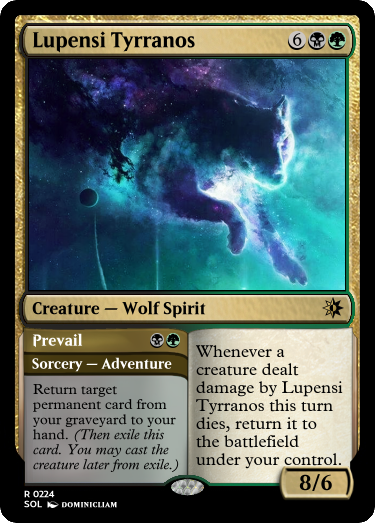 Lupensi Tyrranos 6
Creature — Wolf Spirit
Prevail
Sorcery — Adventure
Return target
permanent card from
your graveyard to your
hand. (Then exile this
card. You may cast the
creature later from exile.)
Whenever a
creature dealt
damage by Lupensi
Tyrranos this turn
dies, return it to
the battlefield
under your control.
8/6
R 0224
SOL DOMINICLIAM